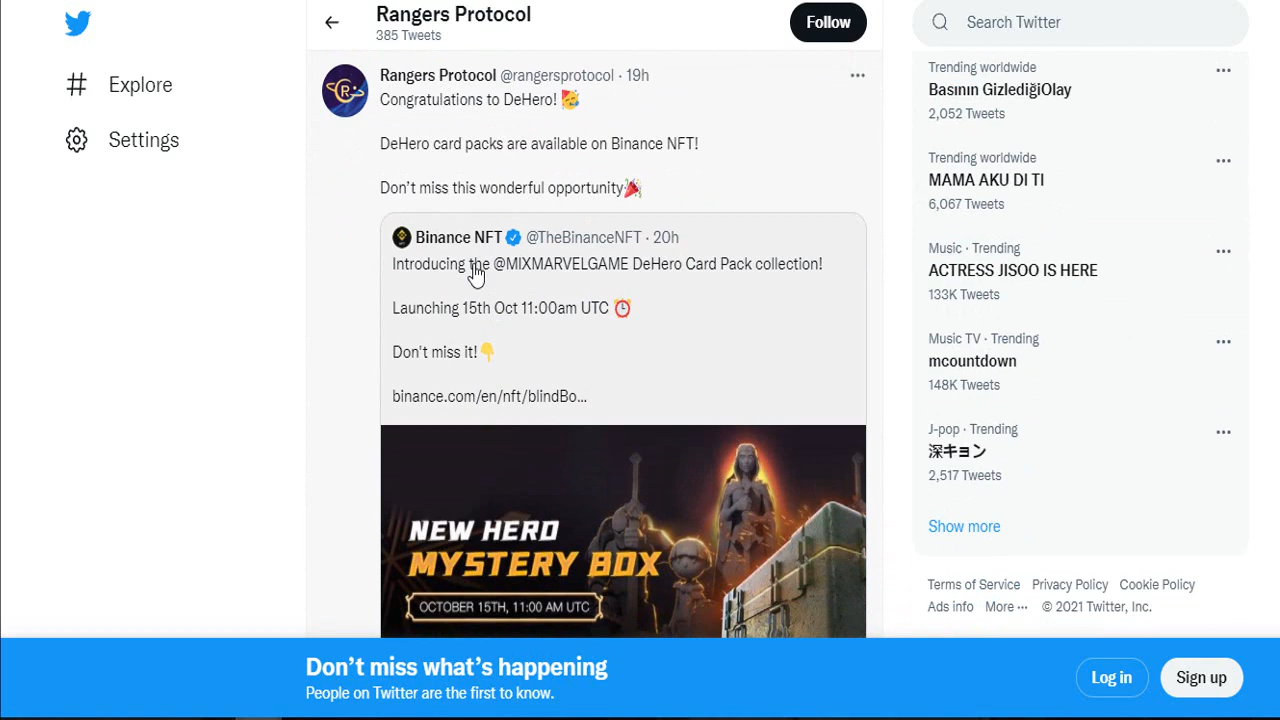 Explore
Settings
Rangers Protocol
385 Tweets
Follow
Rangers Protocol @rangersprotocol · 19h
Congratulations to DeHero! 🥳
DeHero card packs are available on Binance NFT!
Don't miss this wonderful opportunity🎉
Binance NFT @TheBinanceNFT · 20h
Introducing the @MIXMARVELGAME DeHero Card Pack collection!
Launching 15th Oct 11:00am UTC ⏰
Don't miss it!👇
binance.com/en/nft/blindBo...
NEW HERO
MYSTERY BOX
OCTOBER 15TH, 11:00 AM UTC
Search Twitter
Trending worldwide
Basının GizlediğiOlay
2,052 Tweets
Trending worldwide
MAMA AKU DI TI
6,067 Tweets
Music · Trending
ACTRESS JISOO IS HERE
133K Tweets
Music TV · Trending
mcountdown
148K Tweets
J-pop · Trending
深キョン
2,517 Tweets
Show more
Terms of Service Privacy Policy Cookie Policy
Ads info More ··· © 2021 Twitter, Inc.
Don't miss what's happening
People on Twitter are the first to know.
Log in
Sign up